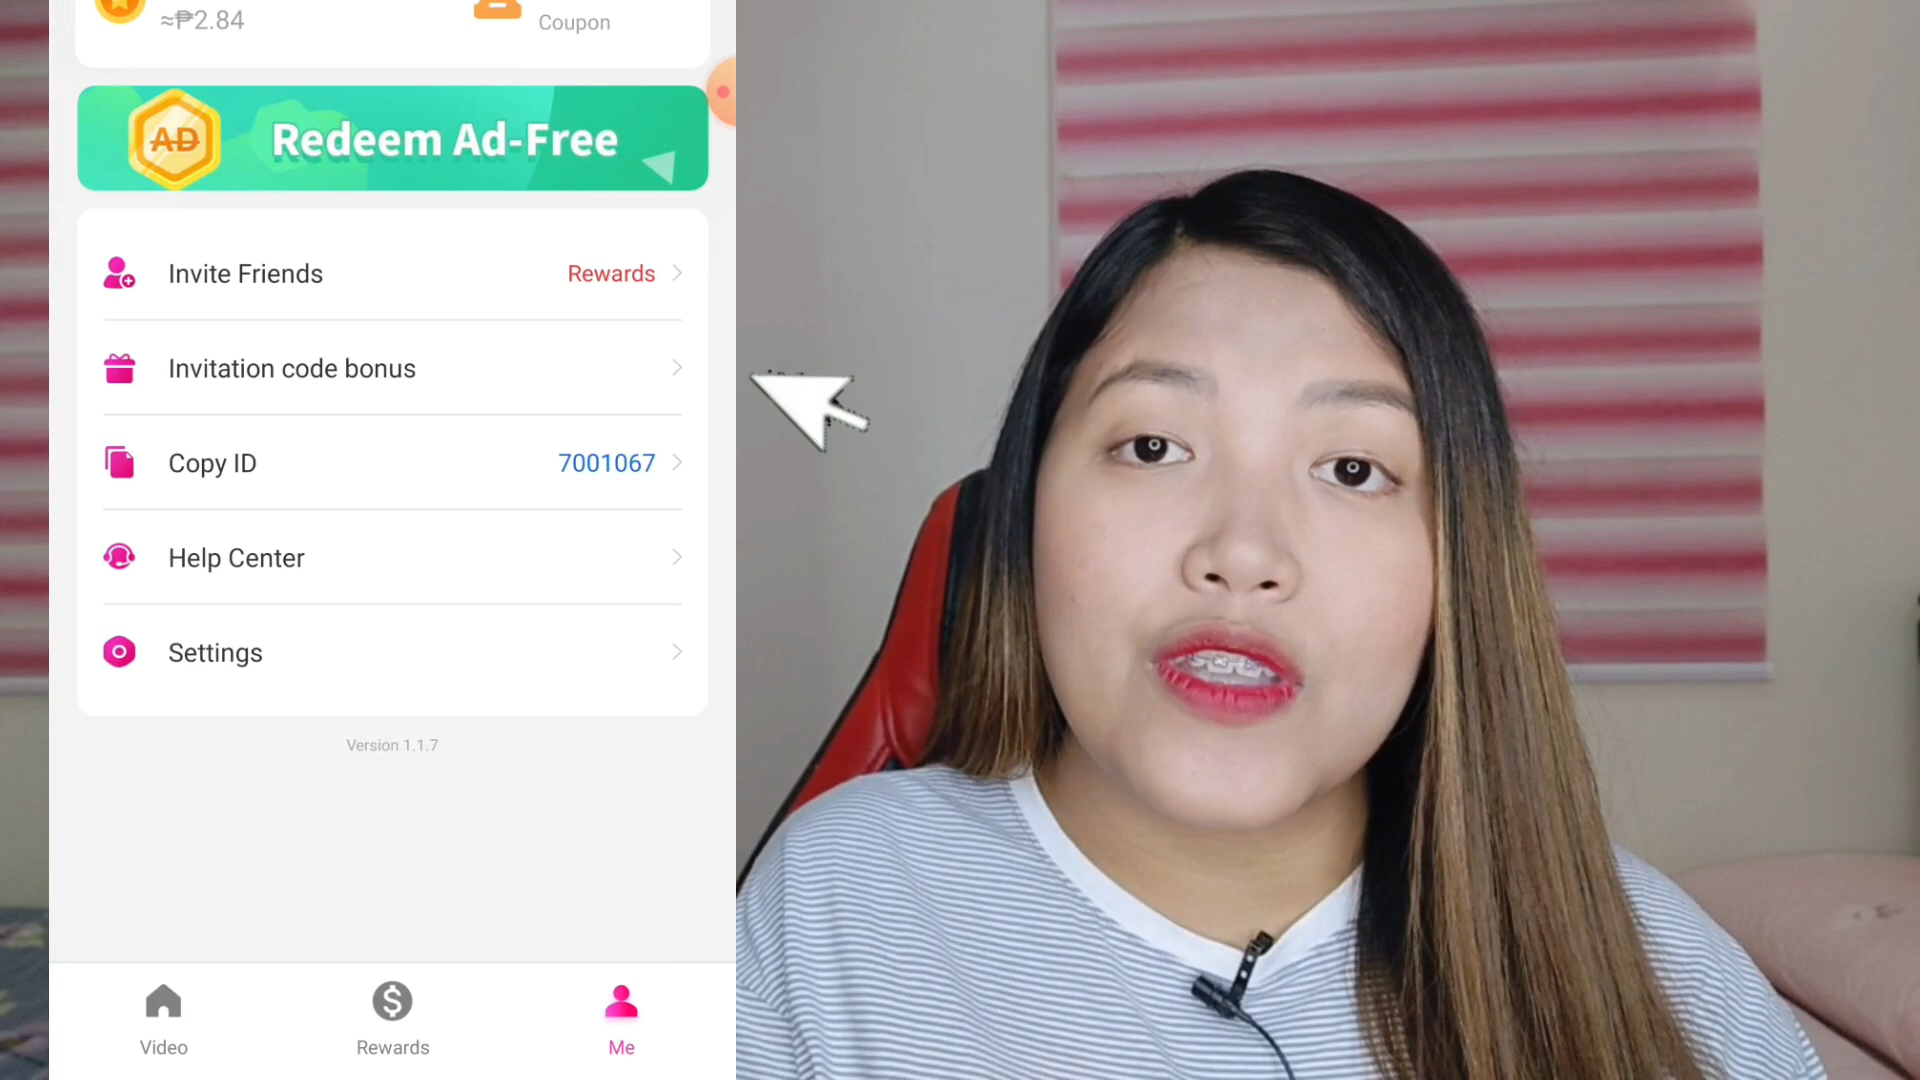 ≈₱2.84
Coupon
AD
Redeem Ad-Free
Invite Friends
Rewards
Invitation code bonus
Copy ID
7001067
Help Center
Settings
Version 1.1.7
Video
Rewards
Me